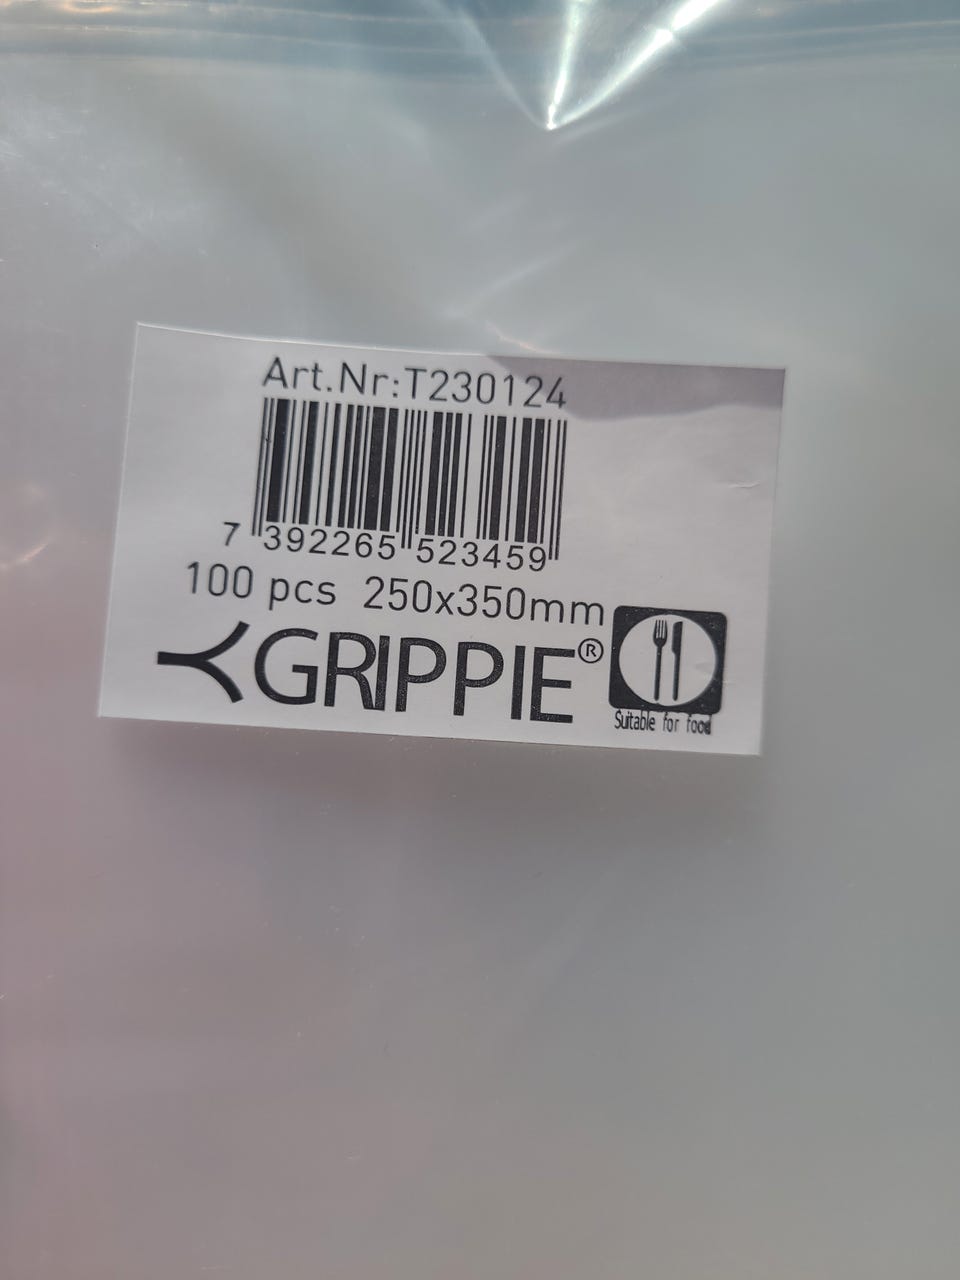 Art.Nr:T230124
7 392265 523459
100 pcs 250x350mm
GRIPPIE®
Suitable for food